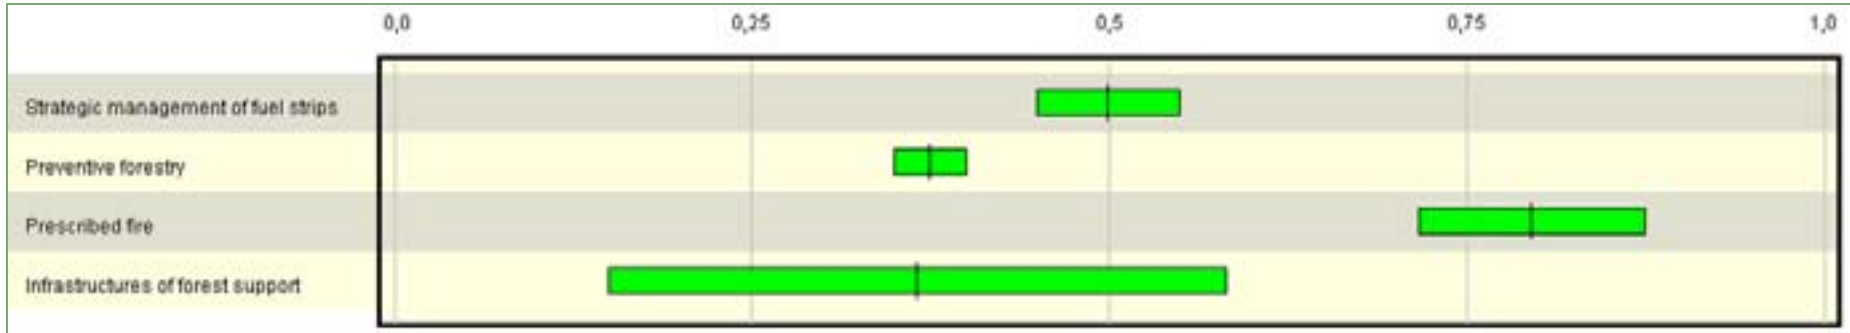 0,0 0,25 0,5 0,75 1,0
Strategic management of fuel strips
Preventive forestry
Prescribed fire
Infrastructures of forest support